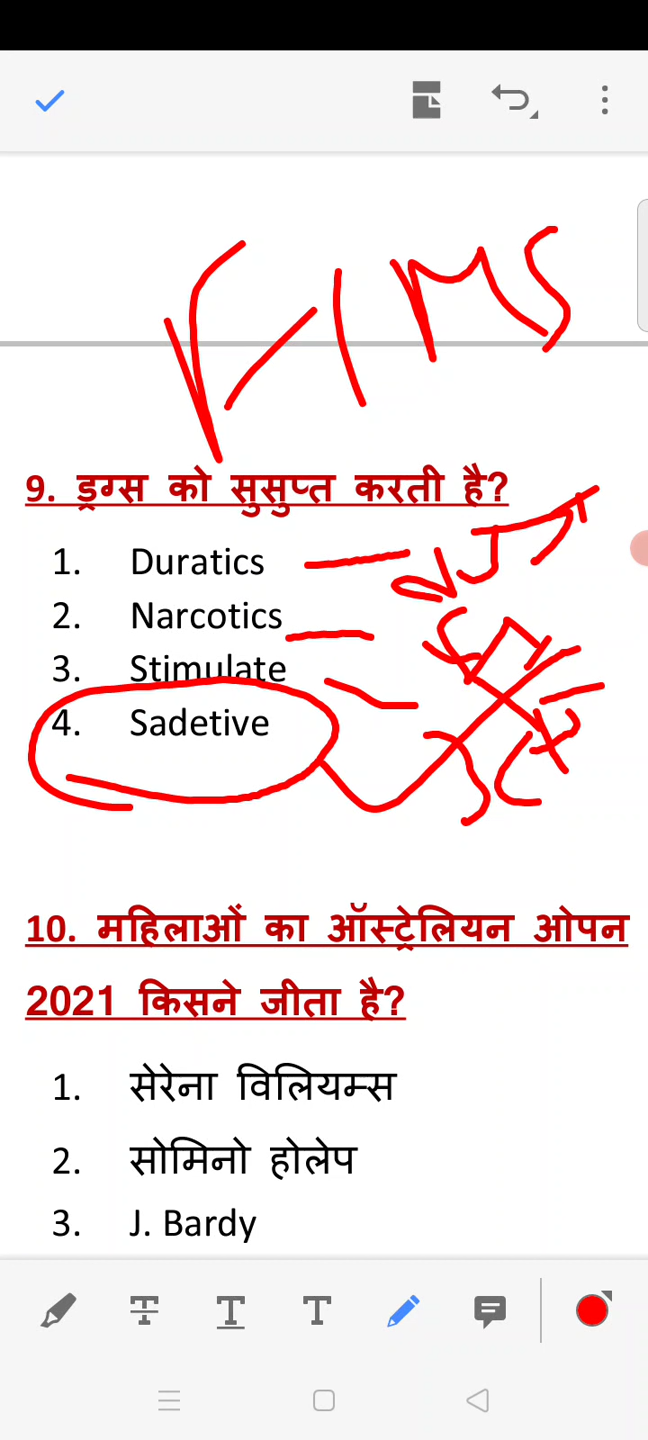 9. ड्रग्स को सुसुप्त करती है?
1. Duratics
2. Narcotics
3. Stimulate
4. Sadetive
10. महिलाओं का ऑस्ट्रेलियन ओपन
2021 किसने जीता है?
1. सेरेना विलियम्स
2. सोमिनो होलेप
3. J. Bardy